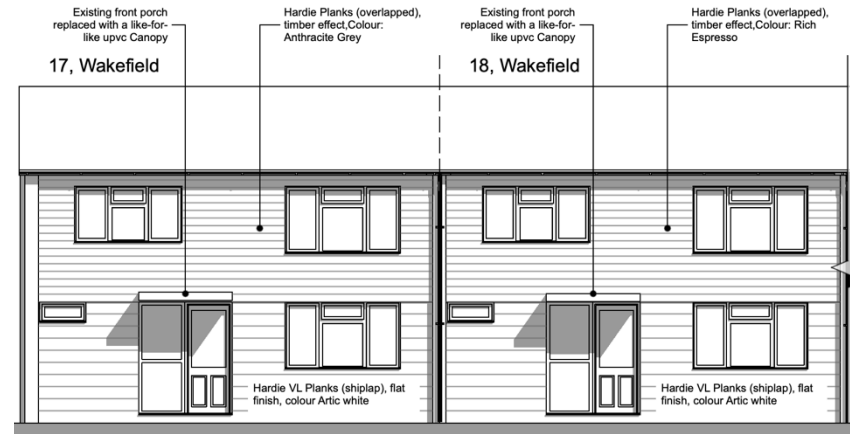 Existing front porch
replaced with a like-for-
like upvc Canopy
Hardie Planks (overlapped),
timber effect,Colour:
Anthracite Grey
Existing front porch
replaced with a like-for-
like upvc Canopy
Hardie Planks (overlapped),
timber effect,Colour: Rich
Espresso
17, Wakefield
18, Wakefield
Hardie VL Planks (shiplap), flat
finish, colour Artic white
Hardie VL Planks (shiplap), flat
finish, colour Artic white